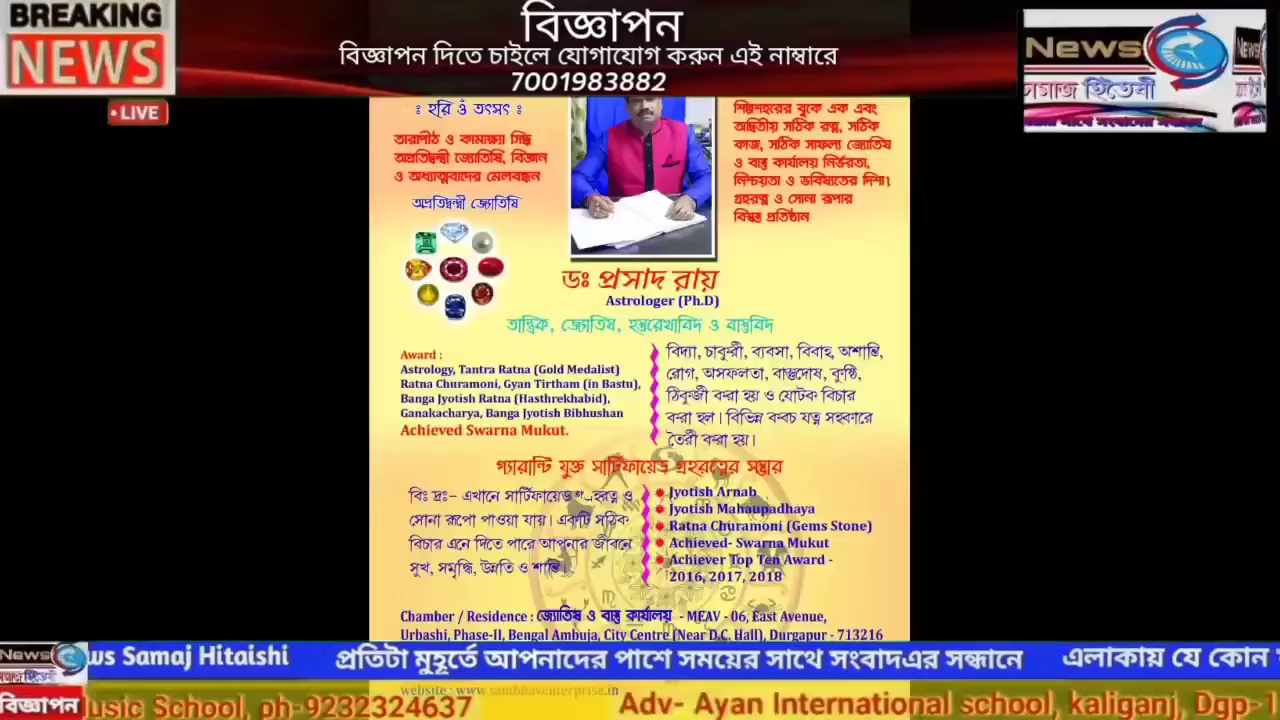 BREAKING
NEWS
LIVE
বিজ্ঞাপন
বিজ্ঞাপন দিতে চাইলে যোগাযোগ করুন এই নাম্বারে
7001983882
News
সমাজ হিতৈষী
ঃ হরি ওঁ তৎসৎ ঃ
তারাপীঠ ও কামাক্ষ্যা সিদ্ধি
অপ্রতিদ্বন্দ্বী জ্যোতিষি, বিজ্ঞান
ও অধ্যাত্মবাদের মেলবন্ধন
অপ্রতিদ্বন্দ্বী জ্যোতিষি
শিল্পশহরের বুকে এক এবং
অদ্বিতীয় সঠিক রত্ন, সঠিক
কাজ, সঠিক সাফল্য জ্যোতিষ
ও বাস্তু কার্যালয় নির্ভরতা,
নিশ্চয়তা ও ভবিষ্যতের দিশা।
গ্রহরত্ন ও সোনা রূপার
বিশ্বস্ত প্রতিষ্ঠান
ডঃ প্রসাদ রায়
Astrologer (Ph.D)
তান্ত্রিক, জ্যোতিষ, হস্তরেখাবিদ ও বাস্তুবিদ
Award :
Astrology, Tantra Ratna (Gold Medalist)
Ratna Churamoni, Gyan Tirtham (in Bastu),
Banga Jyotish Ratna (Hasthrekhabid),
Ganakacharya, Banga Jyotish Bibhushan
Achieved Swarna Mukut.
বিদ্যা, চাকুরী, ব্যবসা, বিবাহ, অশান্তি,
রোগ, অসফলতা, বাস্তুদোষ, কুষ্ঠি,
ঠিকুজী করা হয় ও যোটক বিচার
করা হল। বিভিন্ন কবচ যত্ন সহকারে
তৈরী করা হয়।
গ্যারান্টি যুক্ত সার্টিফায়েড গ্রহরত্নের সম্ভার
বিঃ দ্রঃ- এখানে সার্টিফায়েড গ্রহরত্ন ও
সোনা রূপো পাওয়া যায়। একটি সঠিক
বিচার এনে দিতে পারে আপনার জীবনে
সুখ, সমৃদ্ধি, উন্নতি ও শান্তি।
Jyotish Arnab
Jyotish Mahaupadhaya
Ratna Churamoni (Gems Stone)
Achieved- Swarna Mukut
Achiever Top Ten Award -
2016, 2017, 2018
Chamber / Residence : জ্যোতিষ ও বাস্তু কার্যালয় - MEAV - 06, East Avenue,
Urbashi, Phase-II, Bengal Ambuja, City Centre (Near D.C. Hall), Durgapur - 713216
News ws Samaj Hitaishi প্রতিটা মুহূর্তে আপনাদের পাশে সময়ের সাথে সংবাদএর সন্ধানে এলাকায় যে কোন
website : www.sambhaventerprise.in
বিজ্ঞাপন usic School, ph-9232324637 Adv- Ayan International school, kaliganj, Dgp-1